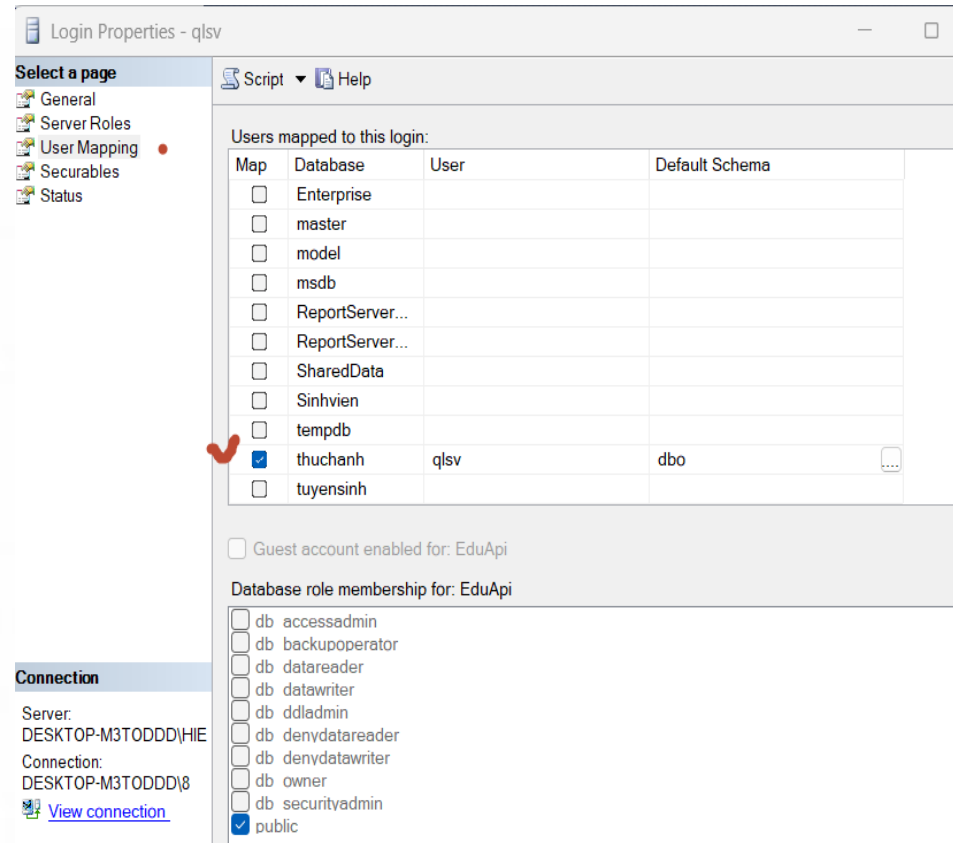 Login Properties - qlsv
Select a page
General
Server Roles
User Mapping
Securables
Status
Script Help
Users mapped to this login:
Map Database User Default Schema
Enterprise
master
model
msdb
ReportServer...
ReportServer...
SharedData
Sinhvien
tempdb
thuchanh qlsv dbo ....
tuyensinh
Guest account enabled for: EduApi
Database role membership for: EduApi
db_accessadmin
db_backupoperator
db_datareader
db_datawriter
db_ddladmin
db_denydatareader
db_denydatawriter
db_owner
db_securityadmin
public
Connection
Server:
DESKTOP-M3TODDD\HIE
Connection:
DESKTOP-M3TODDD\8
View connection